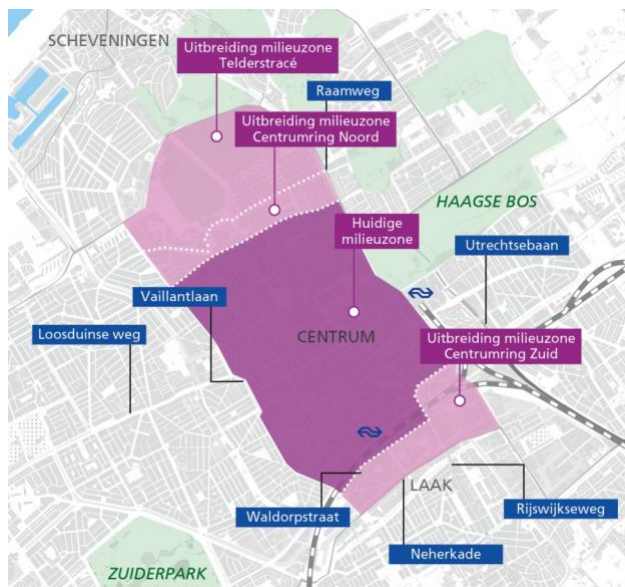 SCHEVENINGEN
Uitbreiding milieuzone
Telderstracé
Raamweg
Uitbreiding milieuzone
Centrumring Noord
HAAGSE BOS
Huidige
milieuzone
Utrechtsebaan
Vaillantlaan
Loosduinse weg
CENTRUM
Uitbreiding milieuzone
Centrumring Zuid
LAAK
Waldorpstraat
Rijswijkseweg
Neherkade
ZUIDERPARK